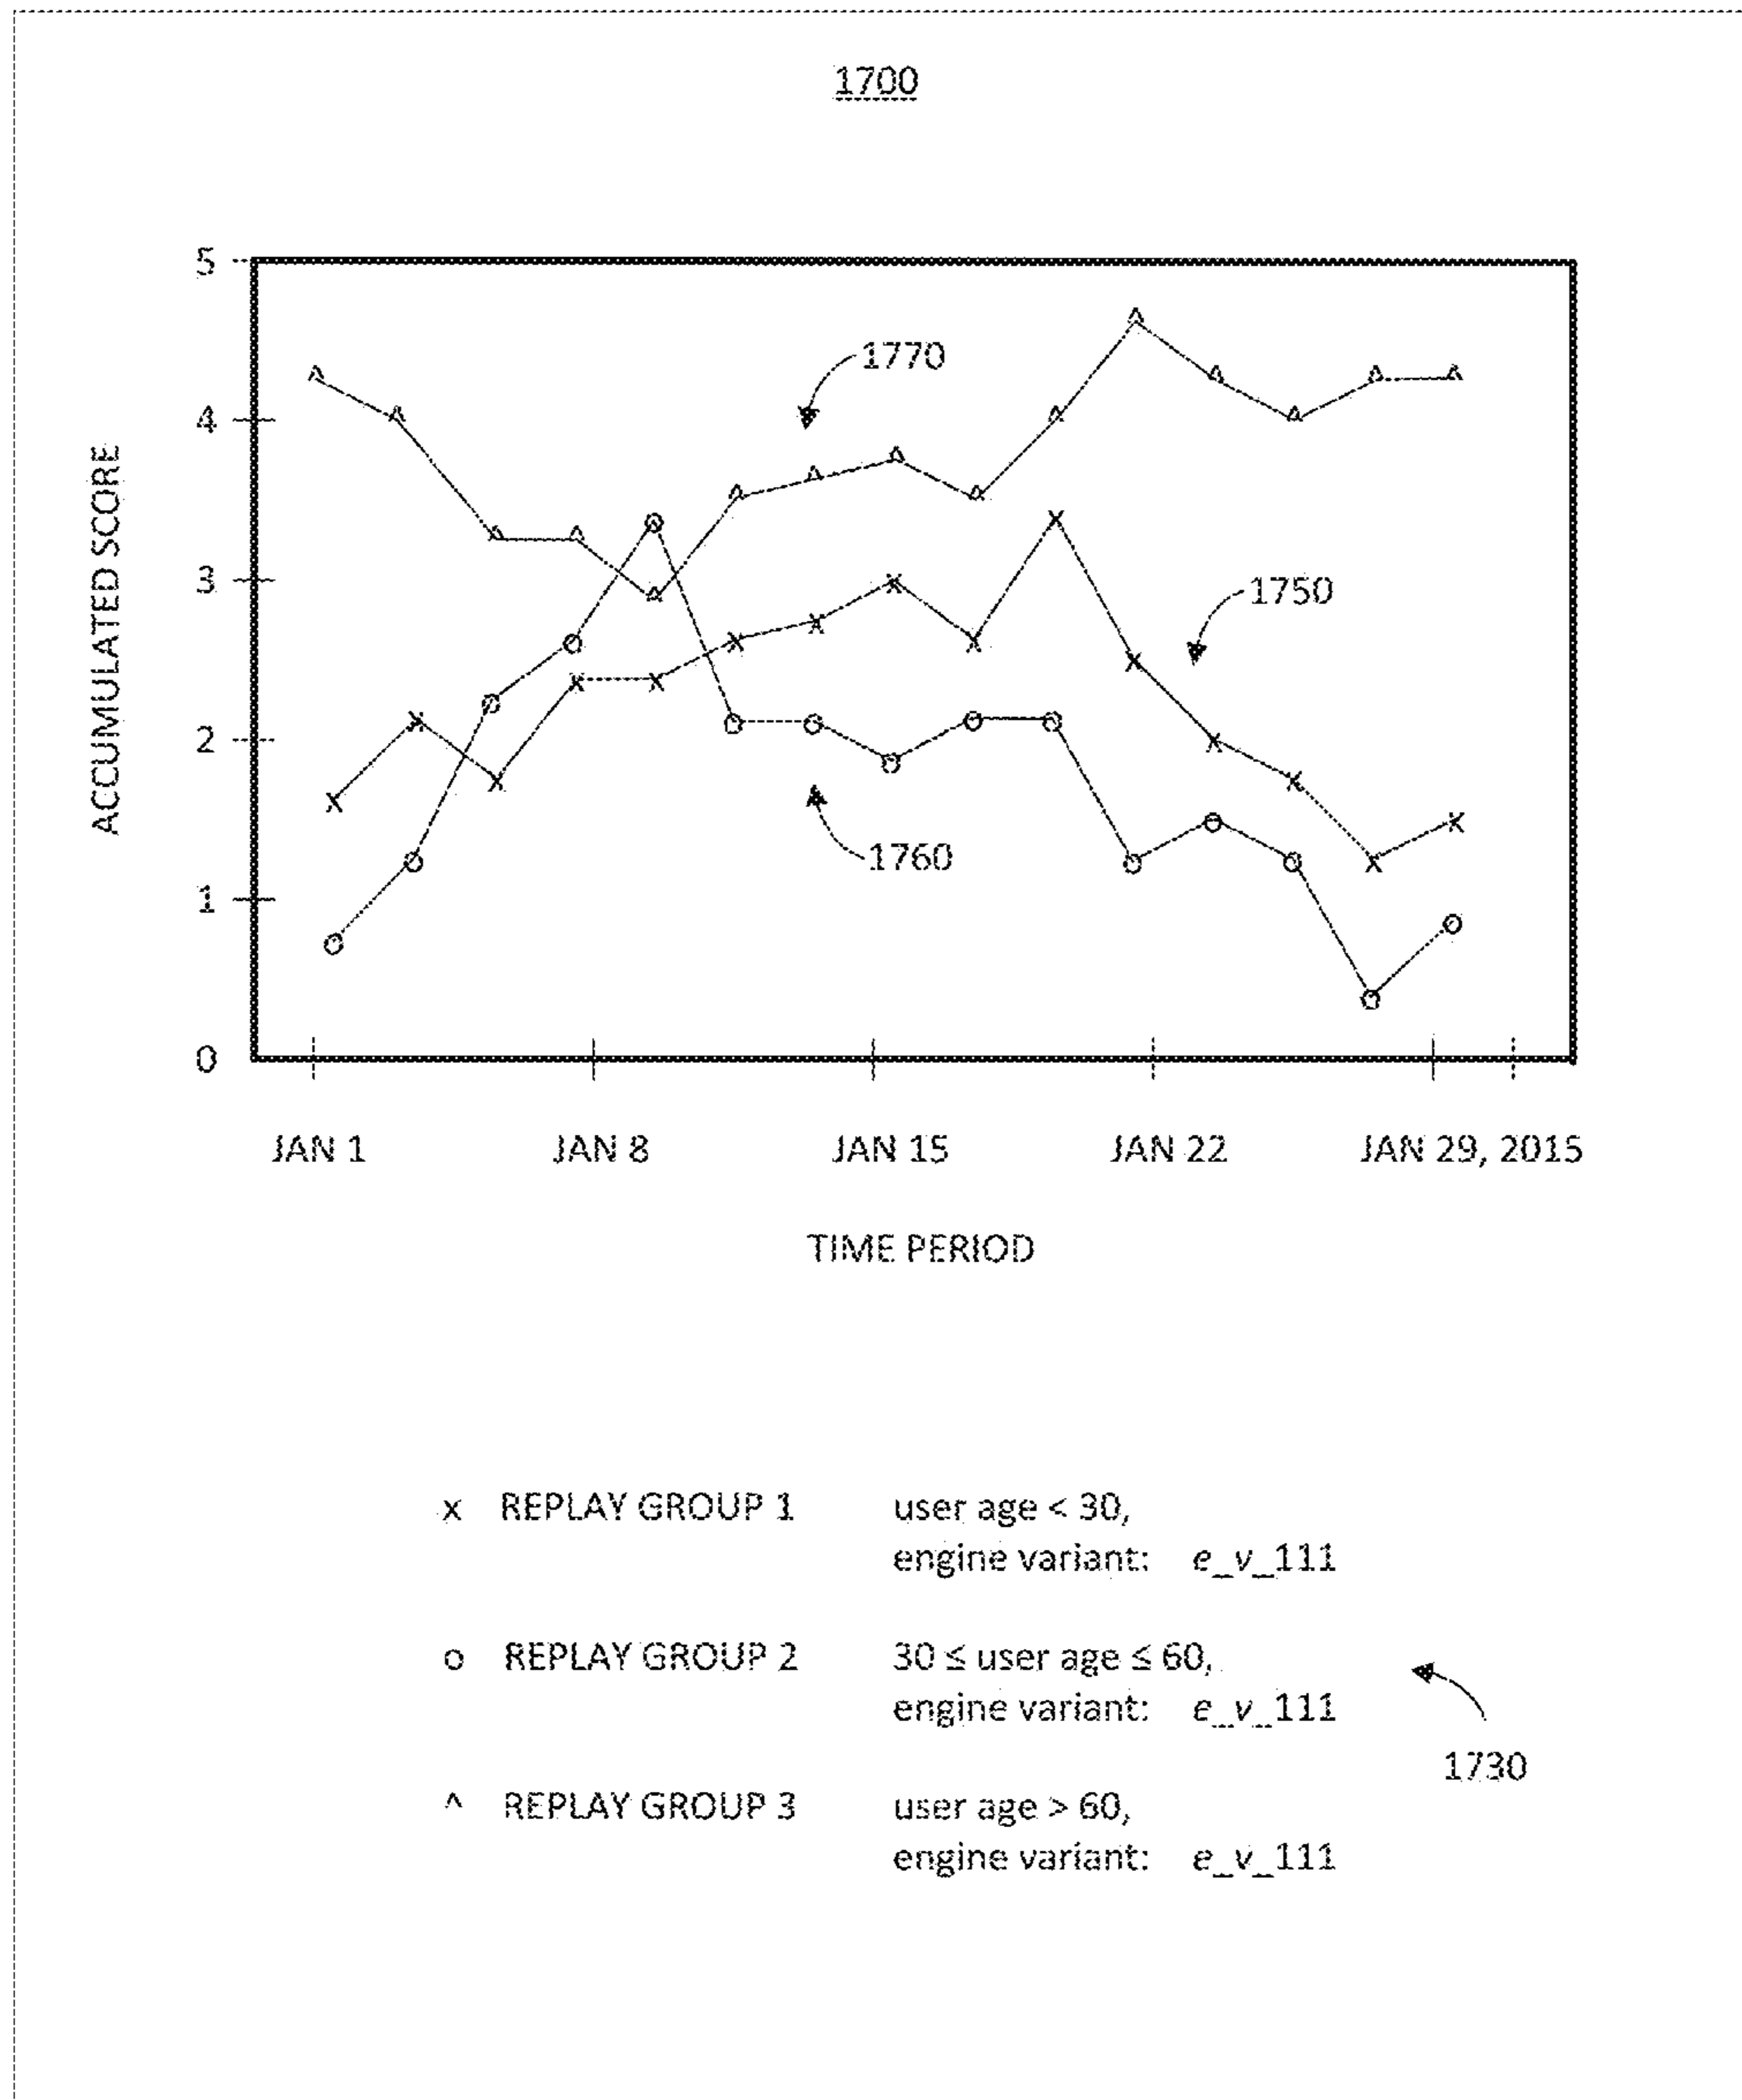 1700
5
1770
4
ACCUMULATED SCORE
3
1750
2
1760
1
0
JAN 1 JAN 8 JAN 15 JAN 22 JAN 29, 2015
TIME PERIOD
x REPLAY GROUP 1 user age < 30,
engine variant: e_v_111
o REPLAY GROUP 2 30 ≤ user age ≤ 60,
engine variant: e_v_111
1730
^ REPLAY GROUP 3 user age > 60,
engine variant: e_v_111